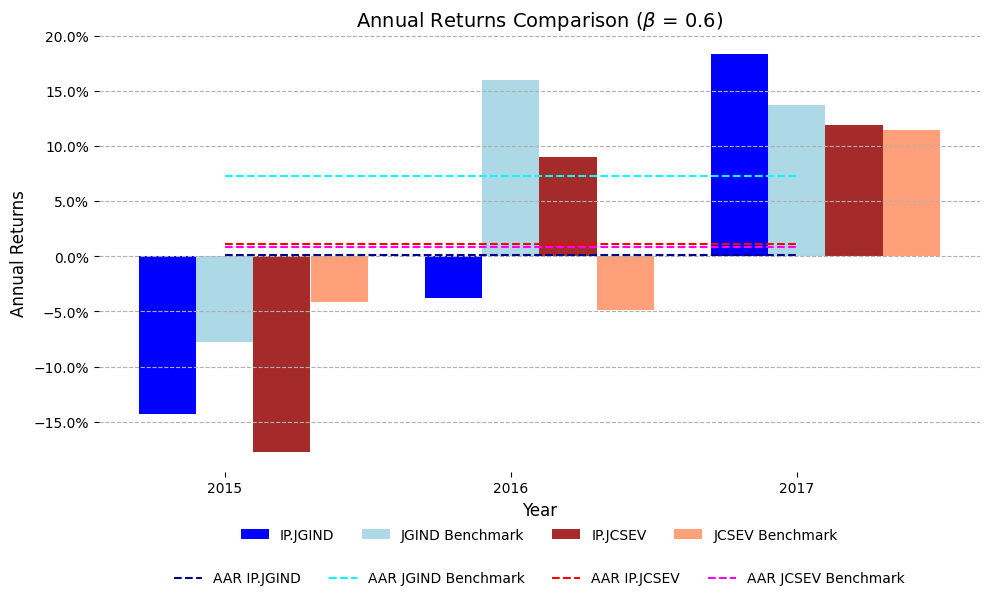 Annual Returns Comparison (β = 0.6)
20.0%
15.0%
10.0%
5.0%
0.0%
−5.0%
−10.0%
−15.0%
Annual Returns
2015 2016 2017
Year
IP.JGIND JGIND Benchmark IP.JCSEV JCSEV Benchmark
AAR IP.JGIND AAR JGIND Benchmark AAR IP.JCSEV AAR JCSEV Benchmark